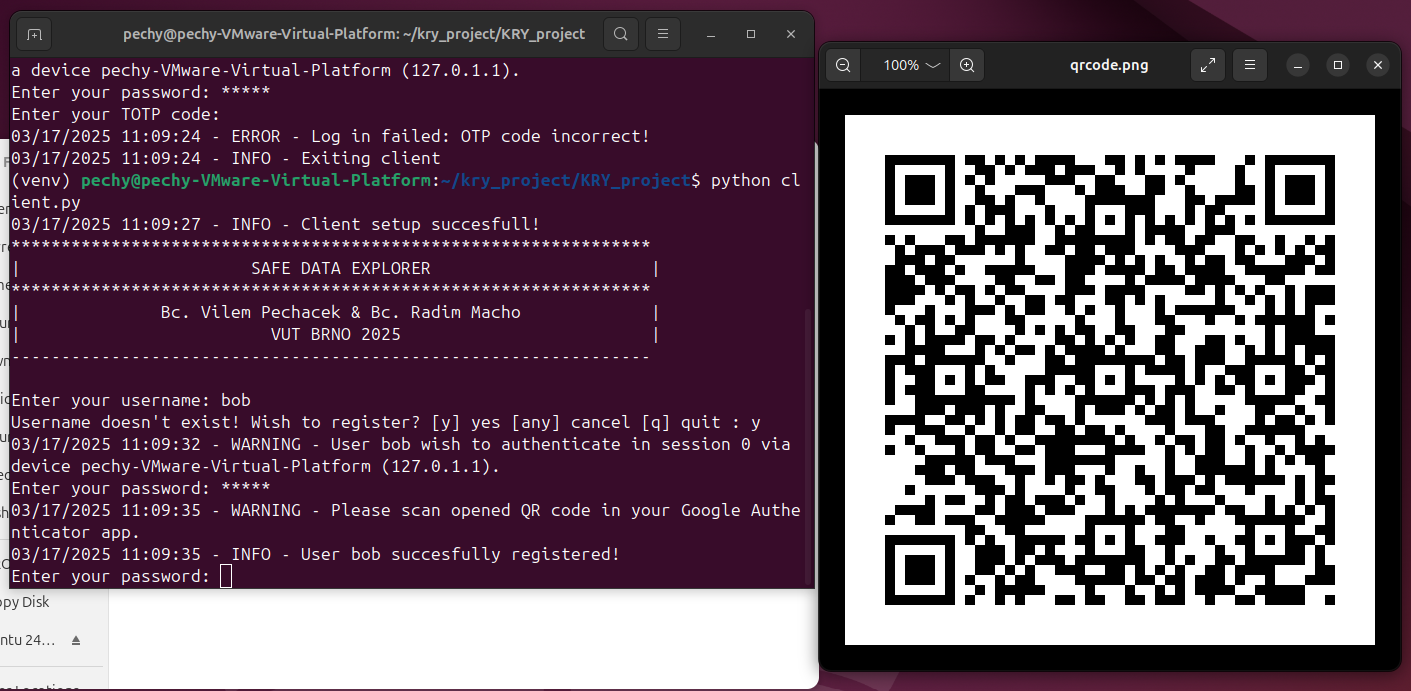 pechy@pechy-VMware-Virtual-Platform: ~/kry_project/KRY_project
a device pechy-VMware-Virtual-Platform (127.0.1.1).
Enter your password: *****
Enter your TOTP code:
03/17/2025 11:09:24 - ERROR - Log in failed: OTP code incorrect!
03/17/2025 11:09:24 - INFO - Exiting client
(venv) pechy@pechy-VMware-Virtual-Platform:~/kry_project/KRY_project$ python cl
ient.py
03/17/2025 11:09:27 - INFO - Client setup succesfull!
****************************************************************
| SAFE DATA EXPLORER |
****************************************************************
| Bc. Vilem Pechacek & Bc. Radim Macho |
| VUT BRNO 2025 |
----------------------------------------------------------------
Enter your username: bob
Username doesn't exist! Wish to register? [y] yes [any] cancel [q] quit : y
03/17/2025 11:09:32 - WARNING - User bob wish to authenticate in session 0 via
device pechy-VMware-Virtual-Platform (127.0.1.1).
Enter your password: *****
03/17/2025 11:09:35 - WARNING - Please scan opened QR code in your Google Authe
nticator app.
03/17/2025 11:09:35 - INFO - User bob succesfully registered!
Enter your password:
100%
qrcode.png
Disk
24...